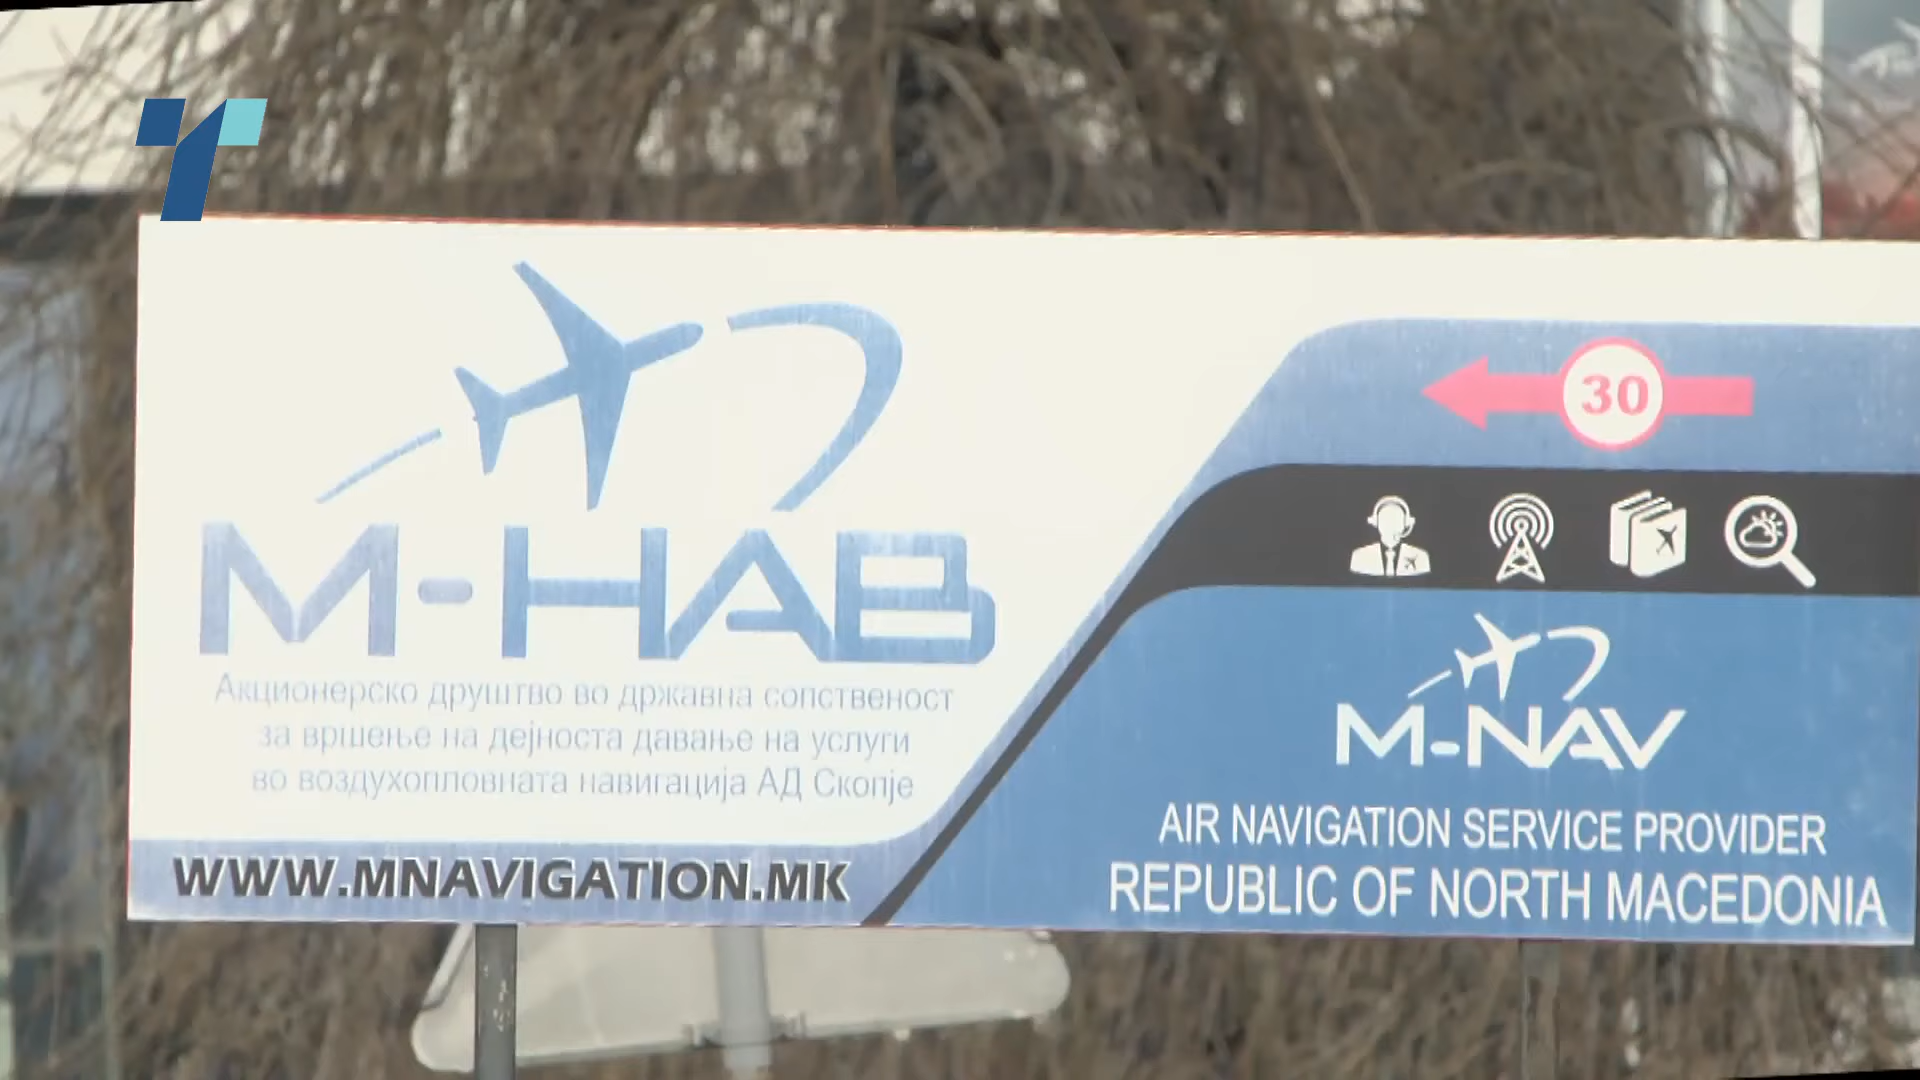 М-НАВ
Акционерско друштво во државна сопственост
за вршење на дејноста давање на услуги
во воздухопловната навигација АД Скопје
WWW.MNAVIGATION.MK
30
M-NAV
AIR NAVIGATION SERVICE PROVIDER
REPUBLIC OF NORTH MACEDONIA